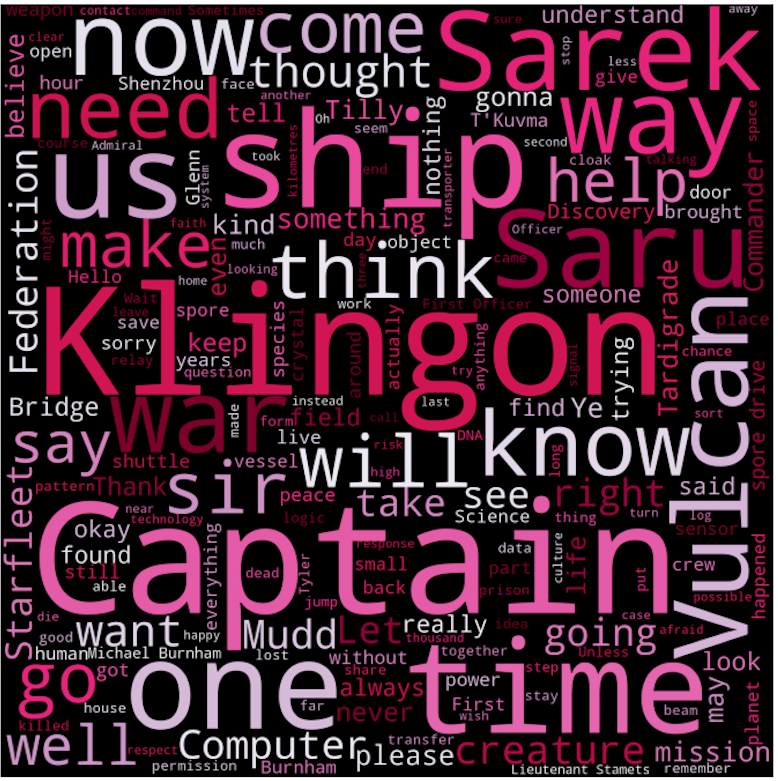 weapon contact command Sometimes
clear
open
now
come
understand
away
sure
stop
less
give
Sarek
thought
believe
hour
Shenzhou
face
another
need
tell
Tilly
Oh
seem
gonna
T'Kuvma
way
space
course
Admiral
took
kilometres
nothing
second
us
Glenn
system
ship
end
transporter
cloak
talking
help
door
Discovery
brought
Commander
Federation
might
faith
kind
something
make
even
much
day
object
Officer
came
Saru
Hello
home
looking
three
think
work
First Officer
someone
Wait
leave
spore
species
crystal
Klingon
place
save
sorry
relay
keep
years
question
around
actually
try
anything
signal
trying
Tardigrade
chance
Vulcan
Bridge
war
made
instead
form
field
call
last
find
Ye
sort
spore drive
live
DNA
risk
high
will
know
long
say
shuttle
vessel
pattern
Thank
sir
peace
take
see
right
said
near
technology
logic
Science
thing
turn
log
sensor
Starfleet
okay
found
still
able
Captain
everything
dead
Tyler
response
small
back
jump
prison
data
part
culture
life
put
crew
possible
happened
die
good
want
happy
Mudd
Let
really
thousand
idea
going
case
afraid
human
Michael Burnham
lost
without
together
Unless
look
go
got
one
share
always
power
step
time
may
house
far
never
First
wish
stay
beam
planet
killed
well
respect
Computer
please
transfer
creature
mission
permission
Burnham
Lieutenant Stamets
remember